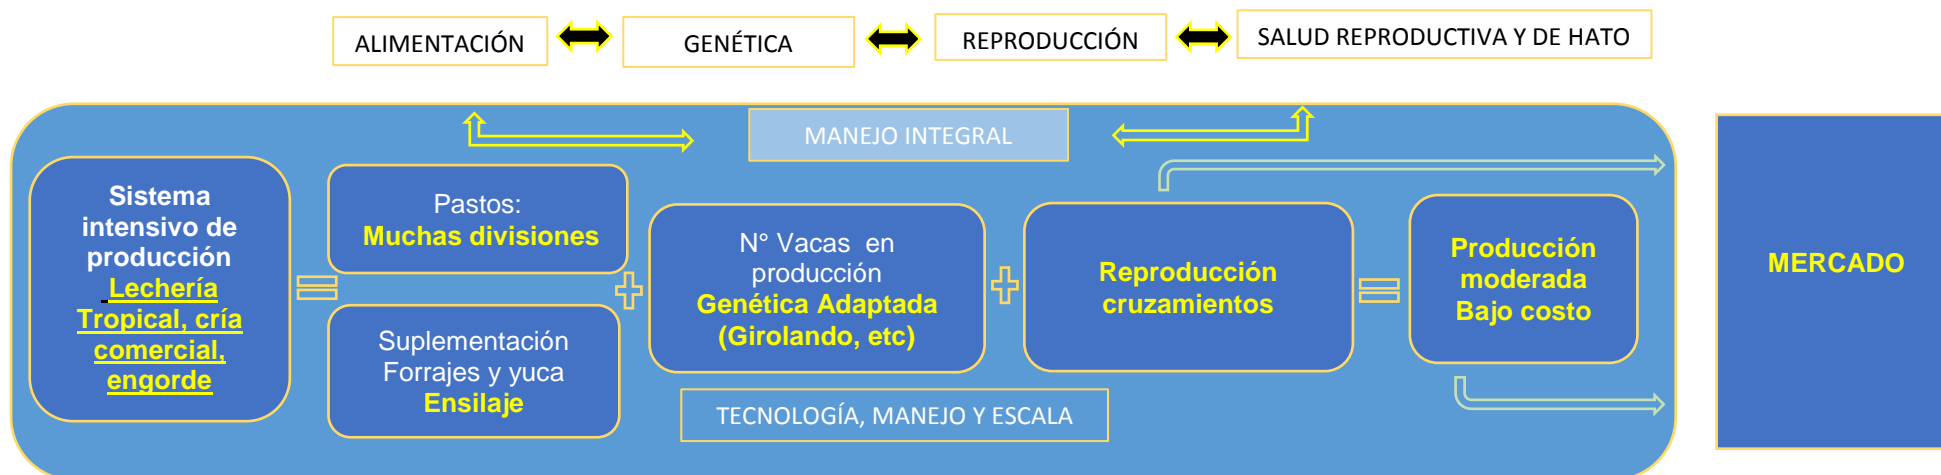 ALIMENTACIÓN
GENÉTICA
REPRODUCCIÓN
SALUD REPRODUCTIVA Y DE HATO
MANEJO INTEGRAL
Sistema
intensivo de
producción
Lechería
Tropical, cría
comercial,
engorde
Pastos:
Muchas divisiones
Suplementación
Forrajes y yuca
Ensilaje
N° Vacas en
producción
Genética Adaptada
(Girolando, etc)
Reproducción
cruzamientos
Producción
moderada
Bajo costo
TECNOLOGÍA, MANEJO Y ESCALA
MERCADO